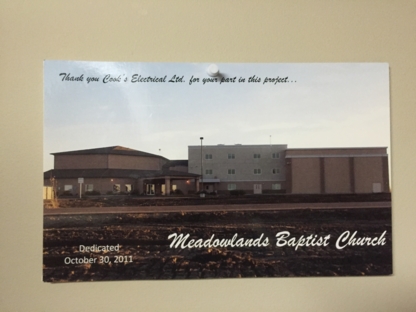 Thank you Cook's Electrical Ltd. for your part in this project...
Meadowlands Baptist Church
Dedicated
October 30, 2011